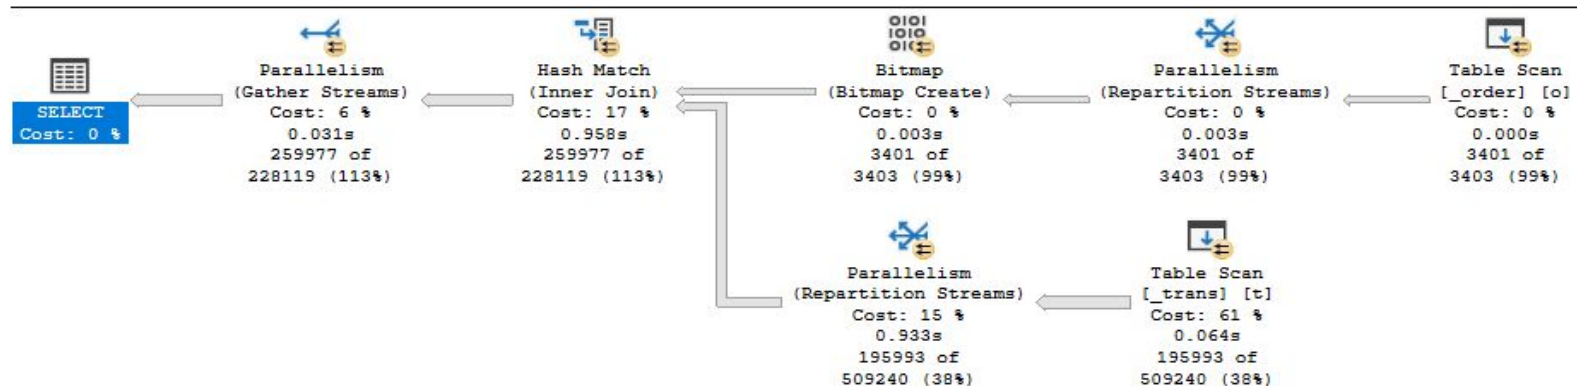 SELECT
Cost: 0 %
Parallelism
(Gather Streams)
Cost: 6 %
0.031s
259977 of
228119 (113%)
Hash Match
(Inner Join)
Cost: 17 %
0.958s
259977 of
228119 (113%)
0101
1010
010
Bitmap
(Bitmap Create)
Cost: 0 %
0.003s
3401 of
3403 (99%)
Parallelism
(Repartition Streams)
Cost: 0 %
0.003s
3401 of
3403 (99%)
Table Scan
[_order] [o]
Cost: 0 %
0.000s
3401 of
3403 (99%)
Parallelism
(Repartition Streams)
Cost: 15 %
0.933s
195993 of
509240 (38%)
Table Scan
[_trans] [t]
Cost: 61 %
0.064s
195993 of
509240 (38%)